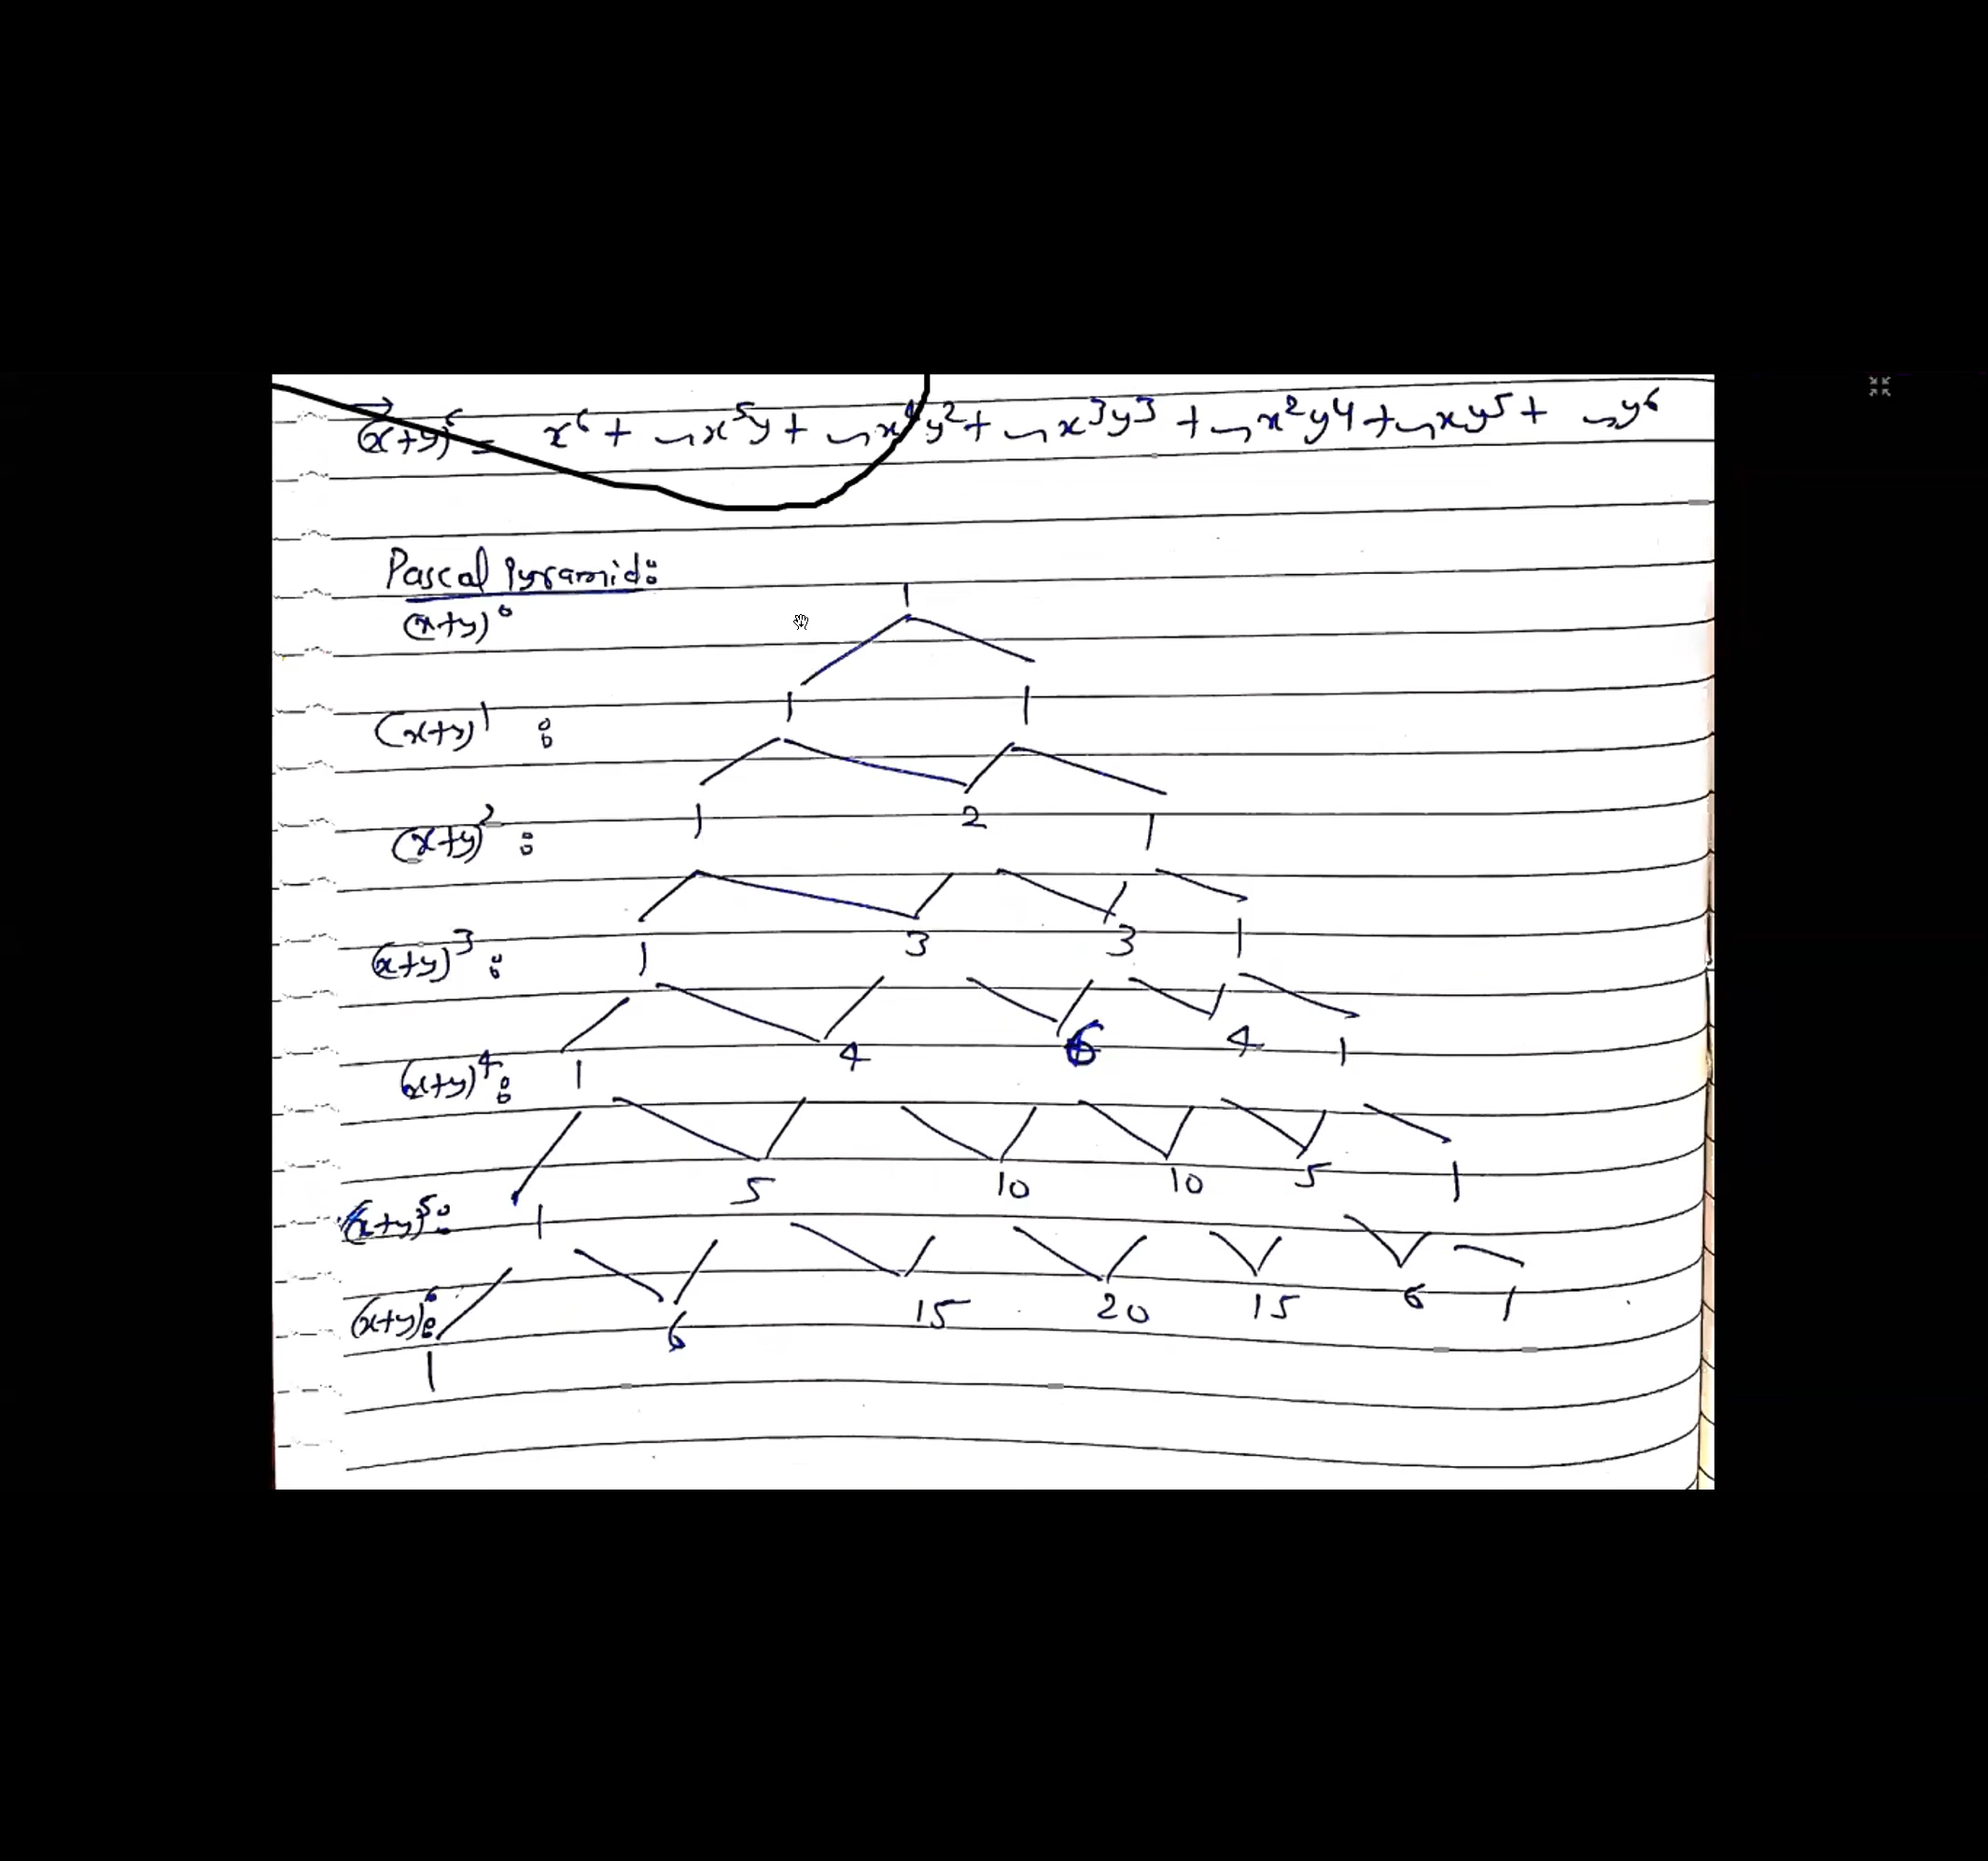 (x+y)⁶ = x⁶ + ~x⁵y + ~x⁴y² + ~x³y³ + ~x²y⁴ + ~xy⁵ + ~y⁶
Pascal Pyramid:
(x+y)⁰ 1
(x+y)¹ : 1 1
(x+y)² : 1 2 1
(x+y)³ : 1 3 3 1
(x+y)⁴ : 1 4 6 4 1
(x+y)⁵ : 1 5 10 10 5 1
(x+y)⁶ : 1 6 15 20 15 6 1